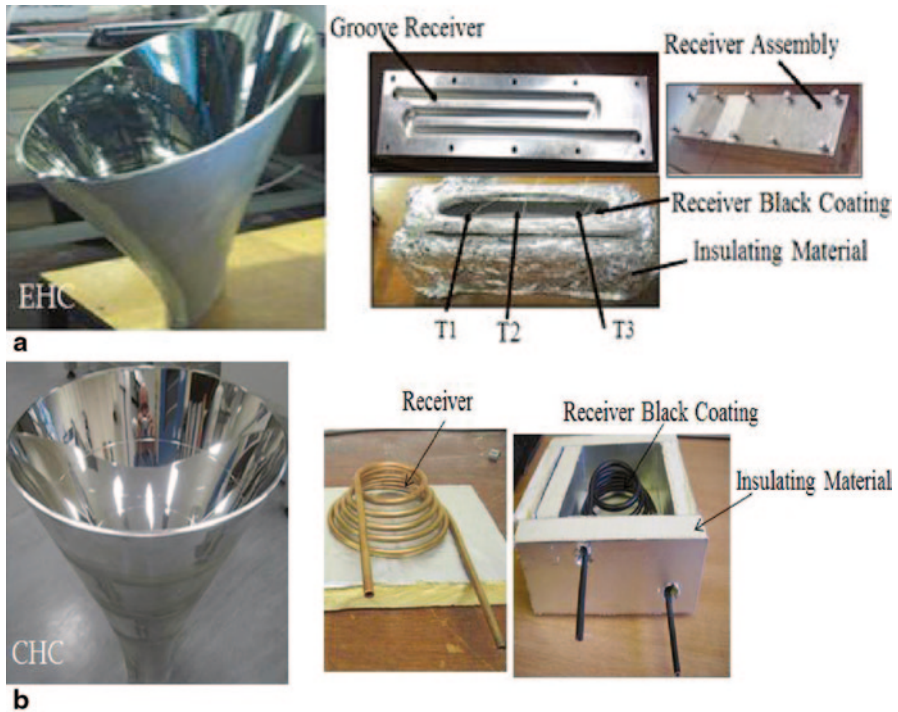 Groove Receiver
Receiver Assembly
Receiver Black Coating
Insulating Material
EHC
T1 T2 T3
a
Receiver
Receiver Black Coating
Insulating Material
CHC
b